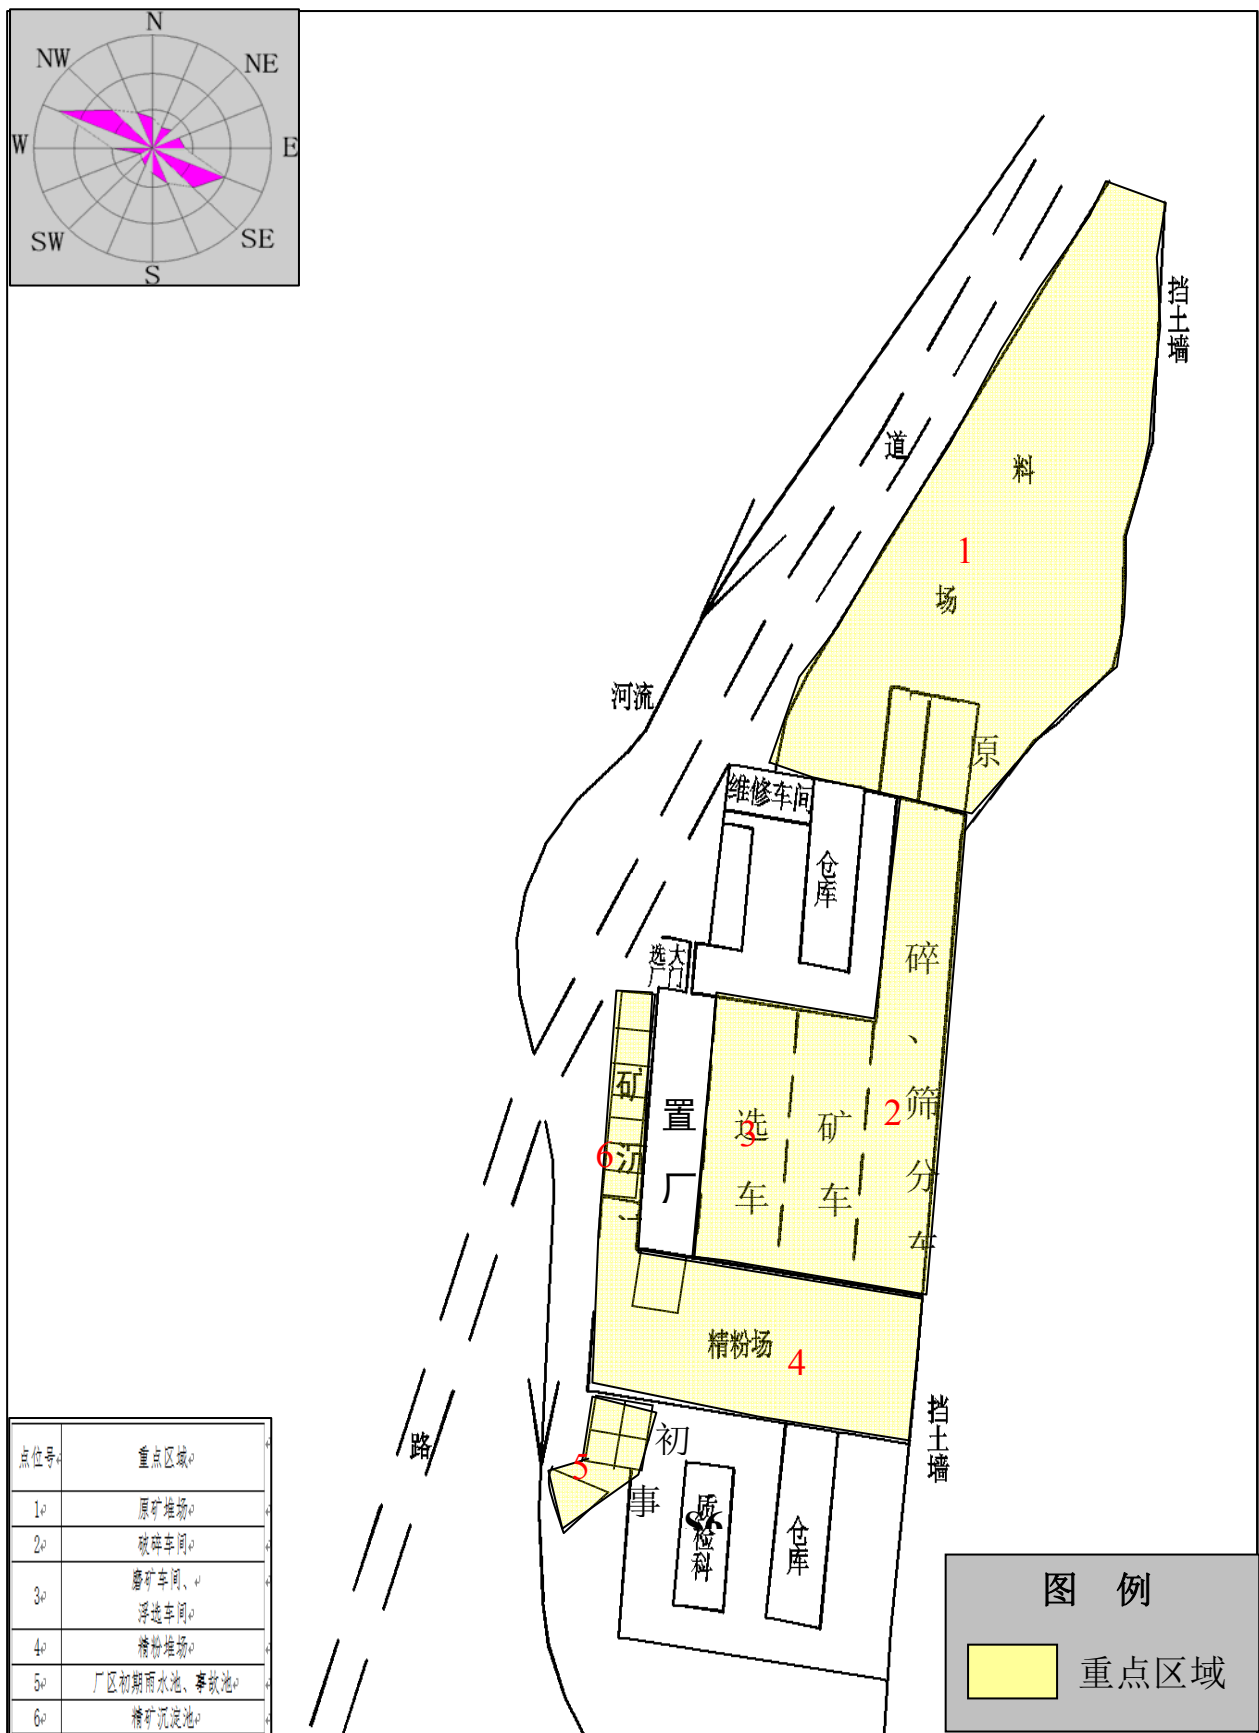 N
NW
NE
W
E
SW
SE
S
挡土墙
道
料
1
场
河流
原
维修车间
仓库
碎、筛分车
选厂
大门
矿沉
6
置厂
选车
3
矿车
2
精粉场
4
挡土墙
路
初
5
事
质检科
仓库
点位号 重点区域
1 原矿堆场
2 破碎车间
3 磨矿车间、
浮选车间
4 精粉堆场
5 厂区初期雨水池、事故池
6 精矿沉淀池
图 例
重点区域